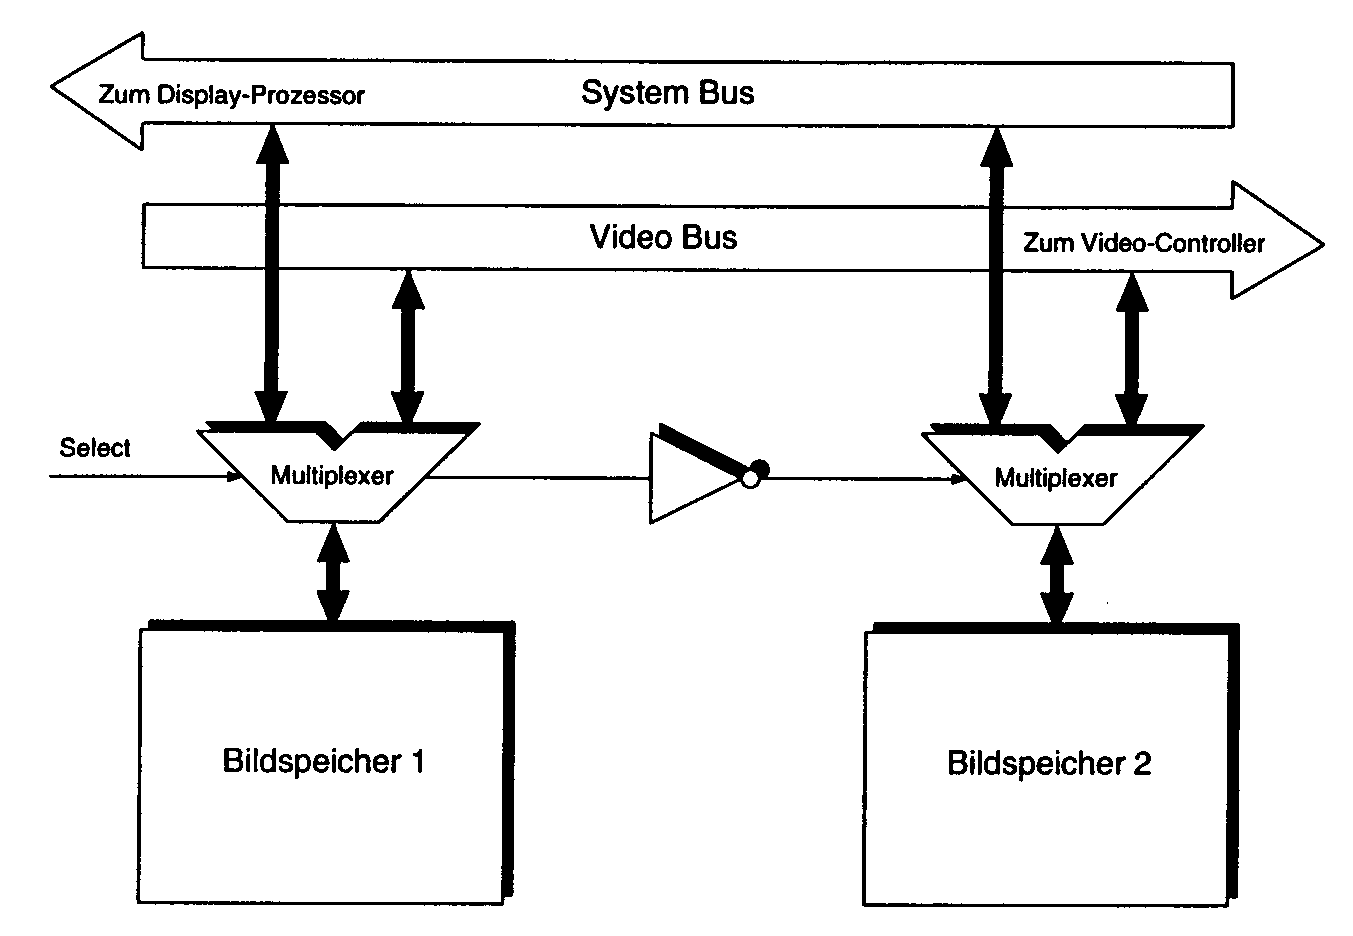 Zum Display-Prozessor
System Bus
Video Bus
Zum Video-Controller
Select
Multiplexer
Multiplexer
Bildspeicher 1
Bildspeicher 2